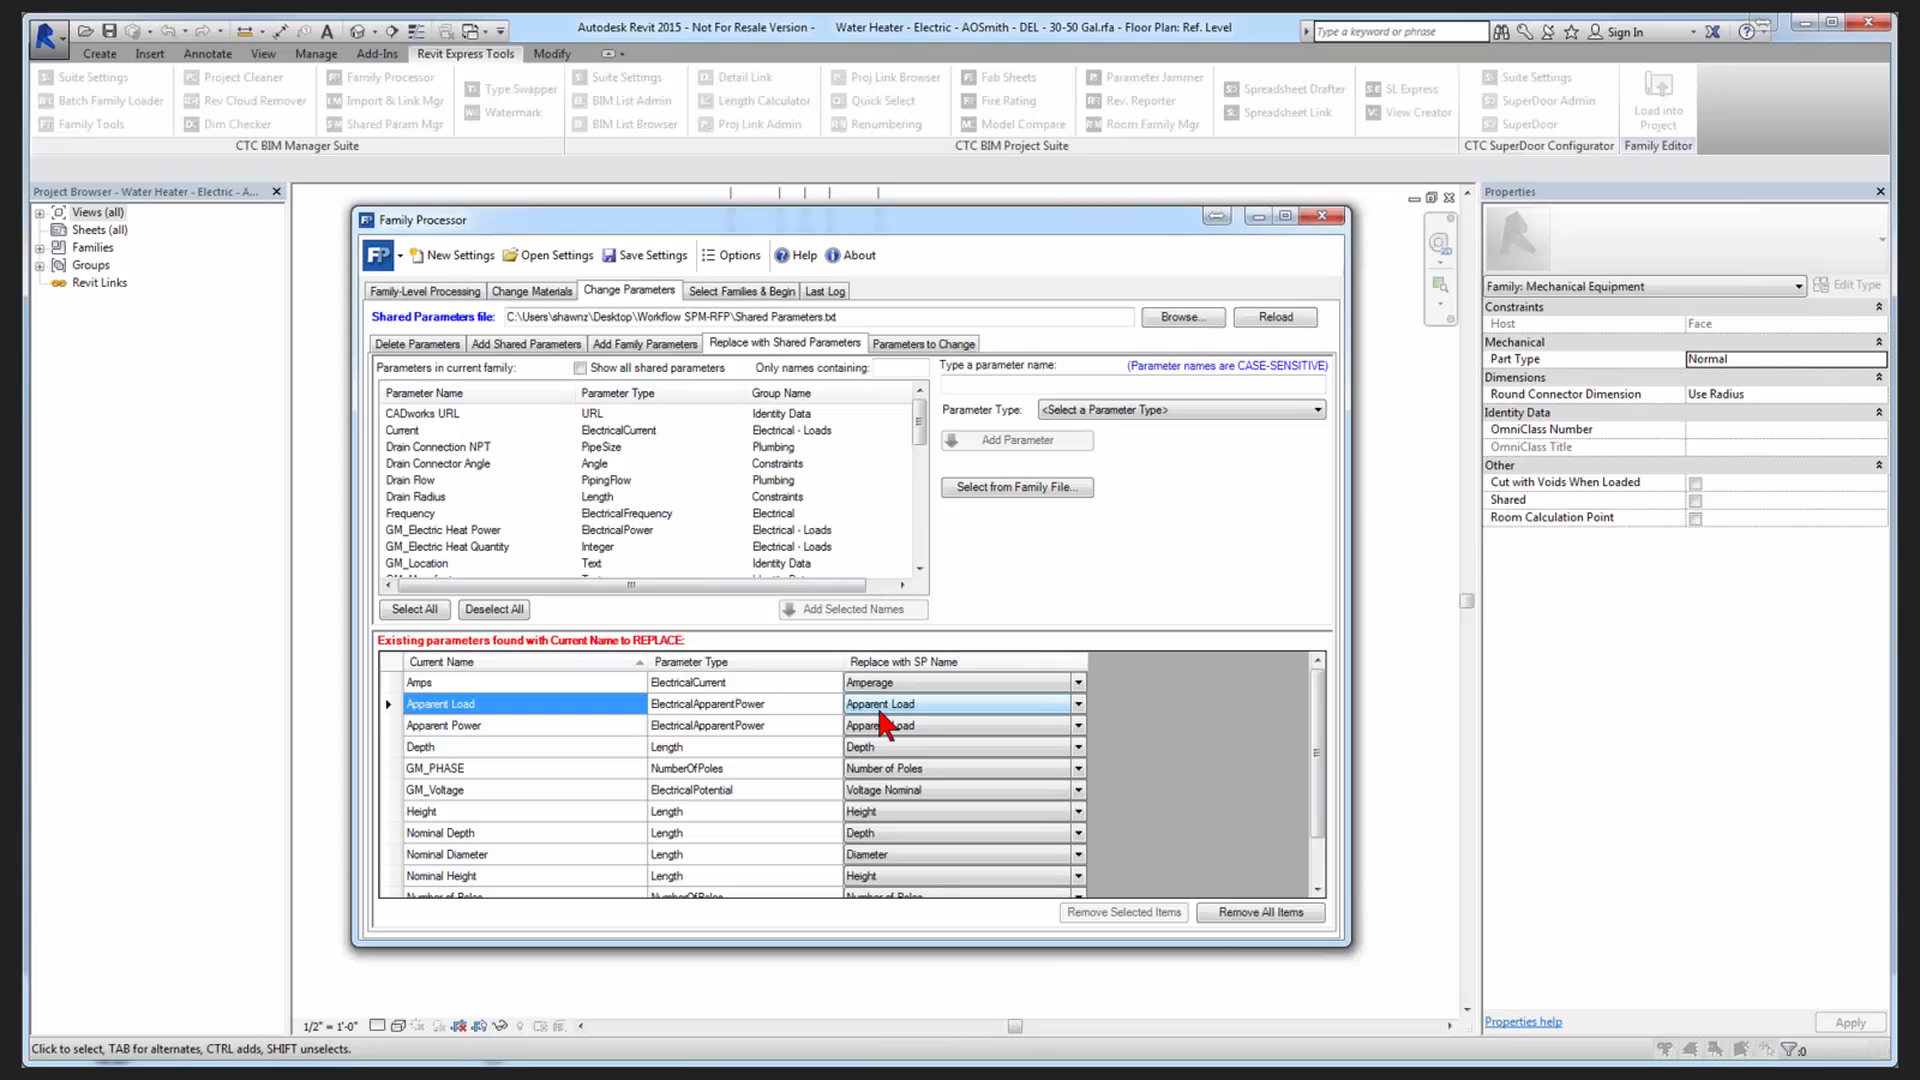 Autodesk Revit 2015 - Not For Resale Version - Water Heater - Electric - AOSmith - DEL - 30-50 Gal.rfa - Floor Plan: Ref. Level
Type a keyword or phrase
Sign In
Create Insert Annotate View Manage Add-Ins Revit Express Tools Modify
Suite Settings Project Cleaner Family Processor Type Swapper Suite Settings Detail Link Proj Link Browser Fab Sheets Parameter Jammer Spreadsheet Drafter SL Express Suite Settings Load into Project
Batch Family Loader Rev Cloud Remover Import & Link Mgr Watermark BIM List Admin Length Calculator Quick Select Fire Rating Rev. Reporter Spreadsheet Link View Creator SuperDoor Admin
Family Tools Dim Checker Shared Param Mgr BIM List Browser Proj Link Admin Renumbering Model Compare Room Family Mgr SuperDoor
CTC BIM Manager Suite CTC BIM Project Suite CTC SuperDoor Configurator Family Editor
Project Browser - Water Heater - Electric - A...
Views (all)
Sheets (all)
Families
Groups
Revit Links
Family Processor
FP New Settings Open Settings Save Settings Options Help About
Family-Level Processing Change Materials Change Parameters Select Families & Begin Last Log
Shared Parameters file: C:\Users\shawnz\Desktop\Workflow SPM-RFP\Shared Parameters.txt Browse... Reload
Delete Parameters Add Shared Parameters Add Family Parameters Replace with Shared Parameters Parameters to Change
Parameters in current family: Show all shared parameters Only names containing:
Parameter Name Parameter Type Group Name
CADworks URL URL Identity Data
Current ElectricalCurrent Electrical - Loads
Drain Connection NPT PipeSize Plumbing
Drain Connector Angle Angle Constraints
Drain Flow PipingFlow Plumbing
Drain Radius Length Constraints
Frequency ElectricalFrequency Electrical
GM_Electric Heat Power ElectricalPower Electrical - Loads
GM_Electric Heat Quantity Integer Electrical - Loads
GM_Location Text Identity Data
Select All Deselect All Add Selected Names
Type a parameter name: (Parameter names are CASE-SENSITIVE)
Parameter Type: <Select a Parameter Type>
Add Parameter
Select from Family File...
Existing parameters found with Current Name to REPLACE:
Current Name Parameter Type Replace with SP Name
Amps ElectricalCurrent Amperage
Apparent Load ElectricalApparentPower Apparent Load
Apparent Power ElectricalApparentPower Apparent Load
Depth Length Depth
GM_PHASE NumberOfPoles Number of Poles
GM_Voltage ElectricalPotential Voltage Nominal
Height Length Height
Nominal Depth Length Depth
Nominal Diameter Length Diameter
Nominal Height Length Height
Number of Poles NumberOfPoles Number of Poles
Remove Selected Items Remove All Items
2D
Properties
Family: Mechanical Equipment Edit Type
Constraints
Host Face
Mechanical
Part Type Normal
Dimensions
Round Connector Dimension Use Radius
Identity Data
OmniClass Number
OmniClass Title
Other
Cut with Voids When Loaded
Shared
Room Calculation Point
Properties help Apply
1/2" = 1'-0"
Click to select, TAB for alternates, CTRL adds, SHIFT unselects.
:0